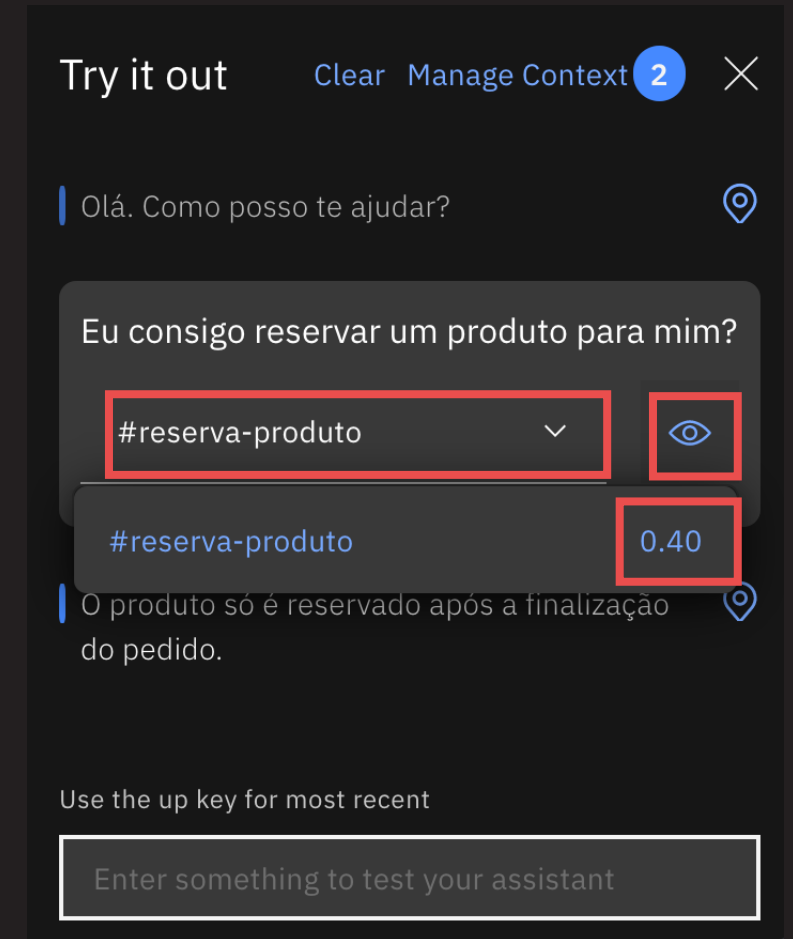 Try it out
Clear
Manage Context
2
Olá. Como posso te ajudar?
Eu consigo reservar um produto para mim?
#reserva-produto
#reserva-produto
0.40
O produto só é reservado após a finalização
do pedido.
Use the up key for most recent
Enter something to test your assistant